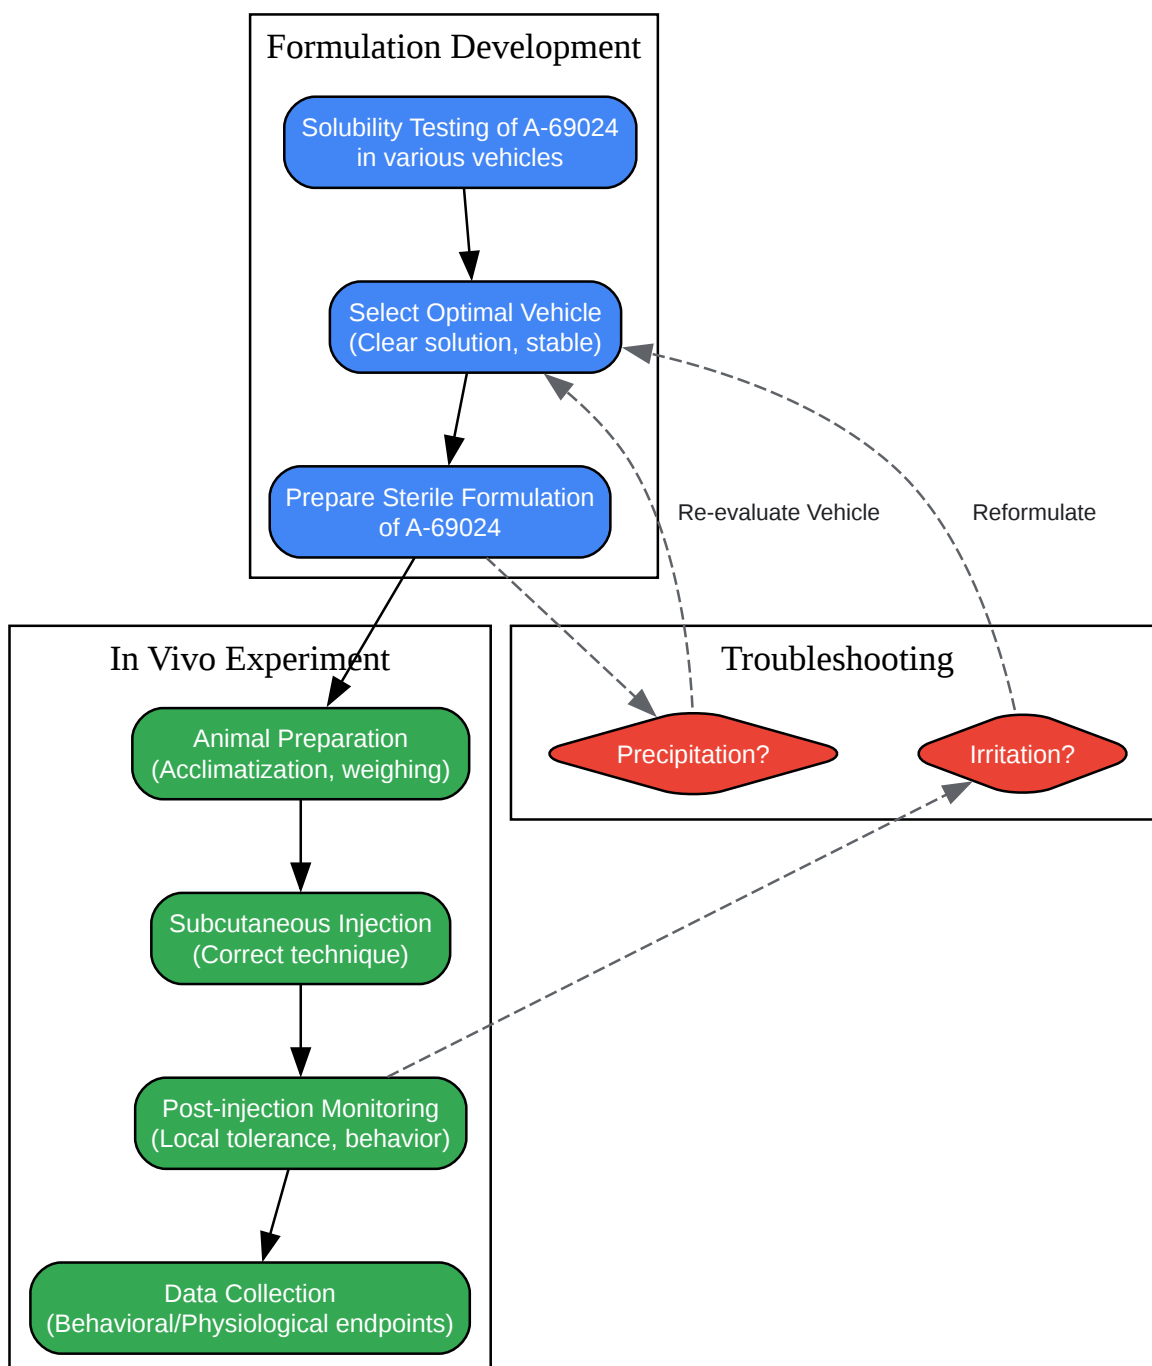 Formulation Development
Solubility Testing of A-69024
in various vehicles
Select Optimal Vehicle
(Clear solution, stable)
Prepare Sterile Formulation
of A-69024
Re-evaluate Vehicle
Reformulate
In Vivo Experiment
Troubleshooting
Animal Preparation
(Acclimatization, weighing)
Precipitation?
Irritation?
Subcutaneous Injection
(Correct technique)
Post-injection Monitoring
(Local tolerance, behavior)
Data Collection
(Behavioral/Physiological endpoints)